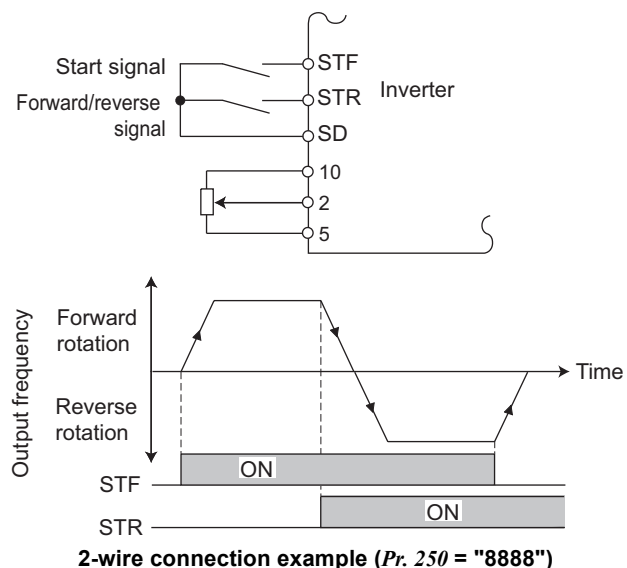 Start signal
STF
Forward/reverse
signal
STR
Inverter
SD
10
2
5
Output frequency
Forward
rotation
Time
Reverse
rotation
ON
STF
ON
STR
2-wire connection example (Pr. 250 = "8888")